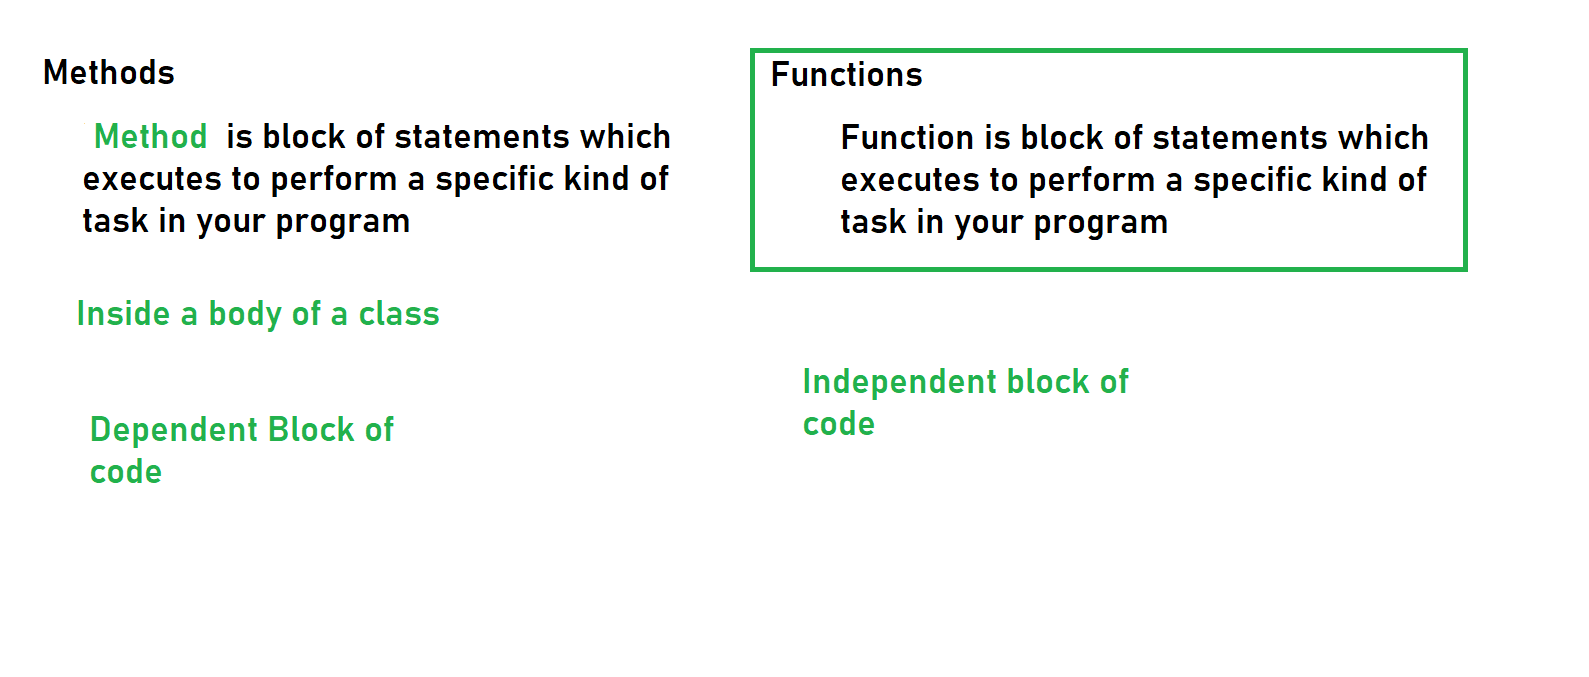 Methods
Method is block of statements which
executes to perform a specific kind of
task in your program
Inside a body of a class
Dependent Block of
code
Functions
Function is block of statements which
executes to perform a specific kind of
task in your program
Independent block of
code